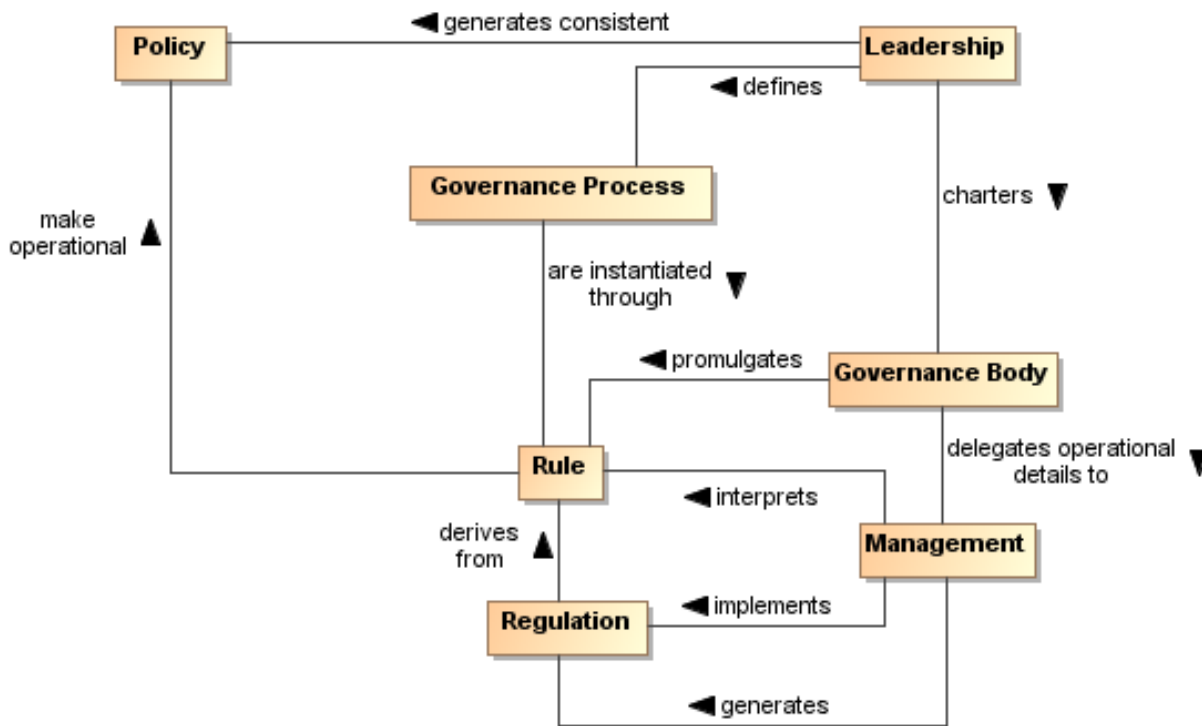 generates consistent
Policy
Leadership
defines
Governance Process
make
operational
charters
are instantiated
through
promulgates
Governance Body
delegates operational
details to
Rule
interprets
derives
from
Management
implements
Regulation
generates